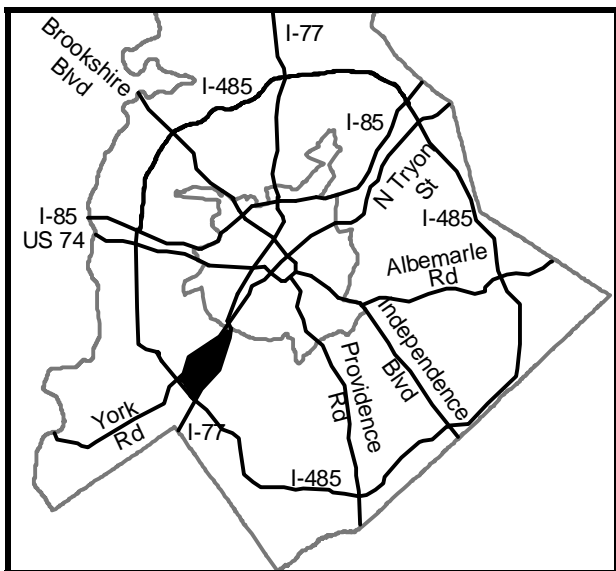 I-77
Brookshire
Blvd
I-485
I-85
N Tryon
St
I-85
US 74
I-485
Albemarle
Rd
Independence
Blvd
Providence
Rd
York
Rd
I-77
I-485